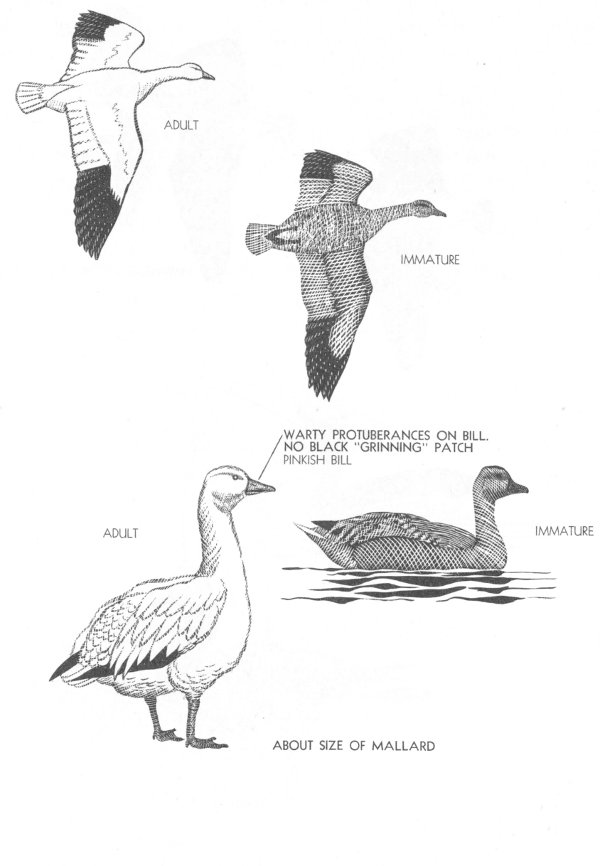 ADULT
IMMATURE
WARTY PROTUBERANCES ON BILL.
NO BLACK "GRINNING" PATCH
PINKISH BILL
ADULT
IMMATURE
ABOUT SIZE OF MALLARD